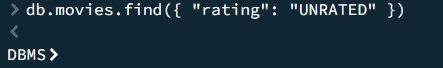 > db.movies.find({ "rating": "UNRATED" })
<
DBMS>